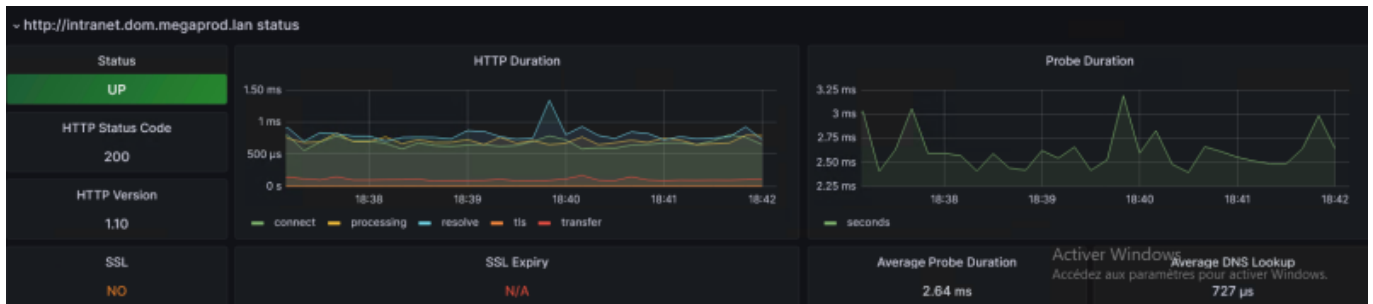 http://intranet.dom.megaprod.lan status
Status
UP
HTTP Status Code
200
HTTP Version
1.10
SSL
NO
HTTP Duration
1.50 ms
1 ms
500 µs
0 s
18:38 18:39 18:40 18:41 18:42
connect processing resolve tls transfer
Probe Duration
3.25 ms
3 ms
2.75 ms
2.50 ms
2.25 ms
18:38 18:39 18:40 18:41 18:42
seconds
SSL Expiry
N/A
Average Probe Duration
2.64 ms
Average DNS Lookup
727 µs
Activer Windows
Accédez aux paramètres pour activer Windows.